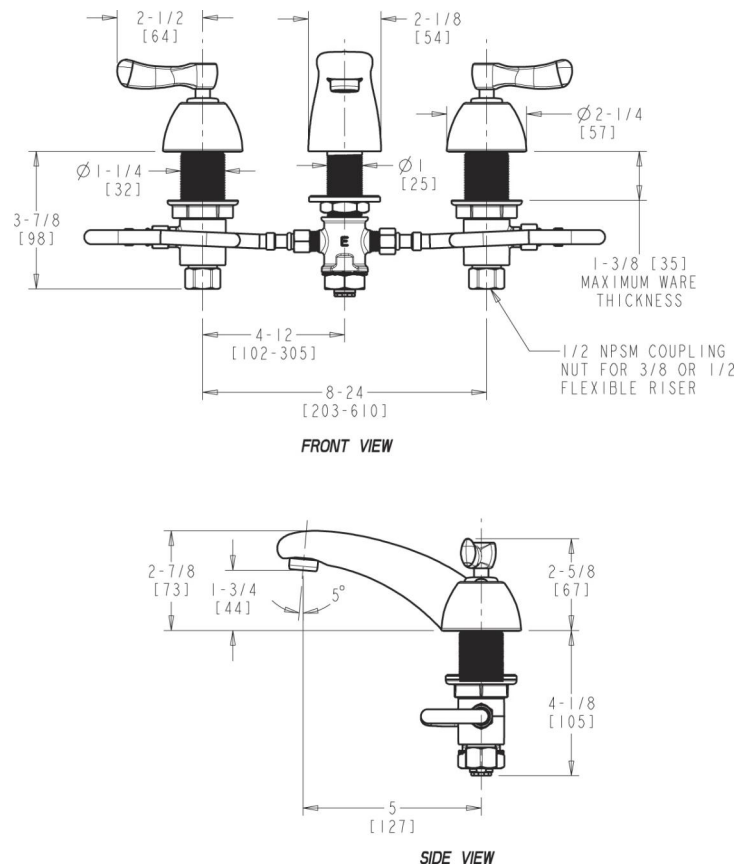 2-1/2
[64]
2-1/8
[54]
Ø2-1/4
[57]
Ø1-1/4
[32]
Ø1
[25]
3-7/8
[98]
E
1-3/8 [35]
MAXIMUM WARE
THICKNESS
4-12
[102-305]
1/2 NPSM COUPLING
NUT FOR 3/8 OR 1/2
FLEXIBLE RISER
8-24
[203-610]
FRONT VIEW
2-7/8
[73]
1-3/4
[44]
5°
2-5/8
[67]
4-1/8
[105]
5
[127]
SIDE VIEW